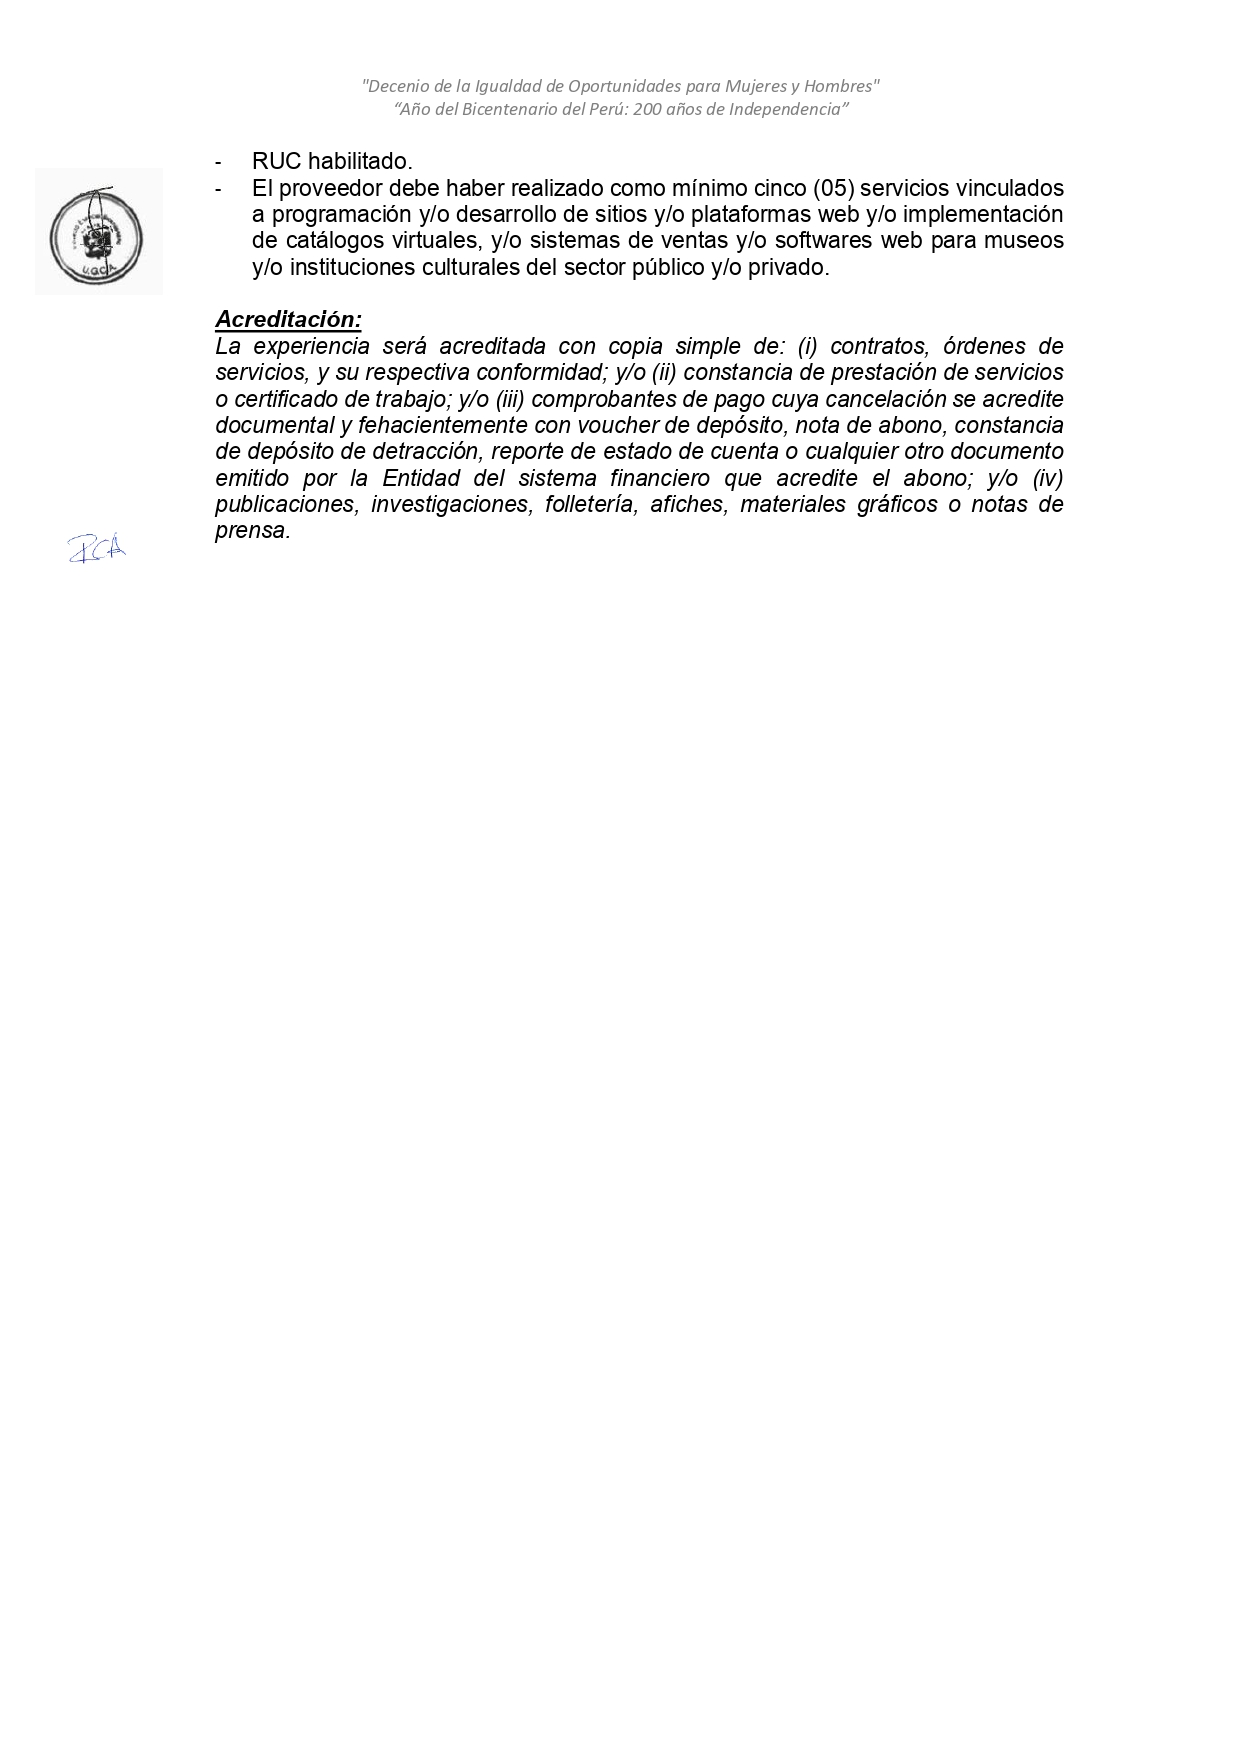 "Decenio de la Igualdad de Oportunidades para Mujeres y Hombres"
“Año del Bicentenario del Perú: 200 años de Independencia”
- RUC habilitado.
- El proveedor debe haber realizado como mínimo cinco (05) servicios vinculados
a programación y/o desarrollo de sitios y/o plataformas web y/o implementación
de catálogos virtuales, y/o sistemas de ventas y/o softwares web para museos
y/o instituciones culturales del sector público y/o privado.
U.G.C.A.
Acreditación:
La experiencia será acreditada con copia simple de: (i) contratos, órdenes de
servicios, y su respectiva conformidad; y/o (ii) constancia de prestación de servicios
o certificado de trabajo; y/o (iii) comprobantes de pago cuya cancelación se acredite
documental y fehacientemente con voucher de depósito, nota de abono, constancia
de depósito de detracción, reporte de estado de cuenta o cualquier otro documento
emitido por la Entidad del sistema financiero que acredite el abono; y/o (iv)
publicaciones, investigaciones, folletería, afiches, materiales gráficos o notas de
prensa.